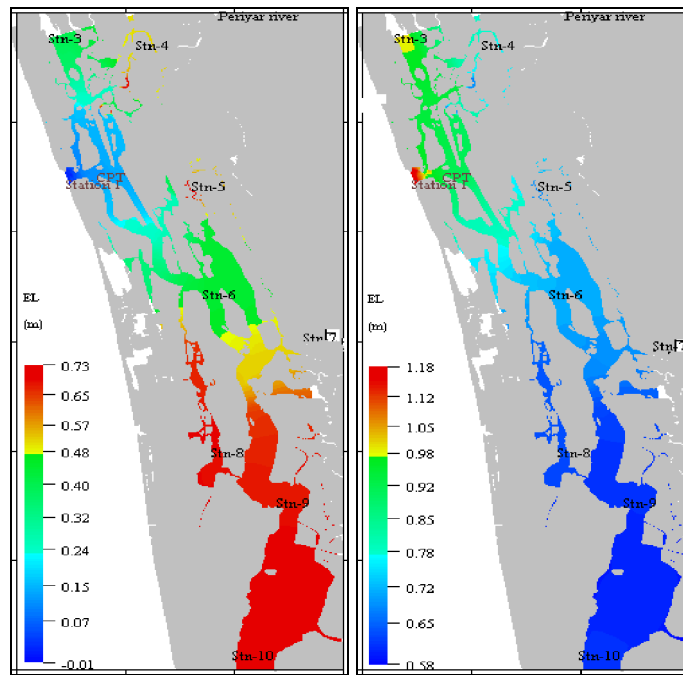 Periyar river
Stn-3
Stn-4
CPT
Station 1
Stn-5
Stn-6
EL
(m)
Stn-7
0.73
0.65
0.57
0.48
0.40
0.32
0.24
0.15
0.07
-0.01
Stn-8
Stn-9
Stn-10
Periyar river
Stn-3
Stn-4
CPT
Station 1
Stn-5
Stn-6
EL
(m)
Stn-7
1.18
1.12
1.05
0.98
0.92
0.85
0.78
0.72
0.65
0.58
Stn-8
Stn-9
Stn-10